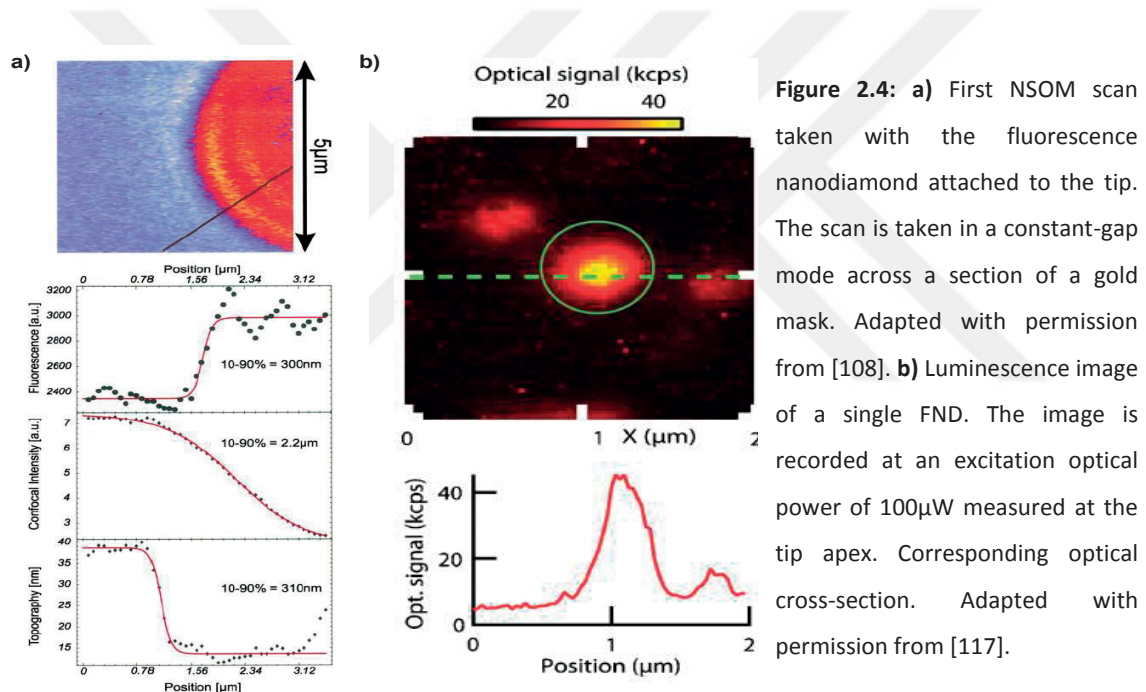 a)
5µm
Position [µm]
0 0.78 1.56 2.34 3.12
3200
3000
2800
2600
2400
Fluorescence [a.u.]
10-90% = 300nm
7
6
5
4
3
Confocal Intensity [a.u.]
10-90% = 2.2µm
40
35
30
25
20
15
Topography [nm]
10-90% = 310nm
0 0.78 1.56 2.34 3.12
Position [µm]
b)
Optical signal (kcps)
20 40
0 1 X (µm) 2
40
20
0
Opt. signal (kcps)
0 1 2
Position (µm)
Figure 2.4: a) First NSOM scan
taken with the fluorescence
nanodiamond attached to the tip.
The scan is taken in a constant-gap
mode across a section of a gold
mask. Adapted with permission
from [108]. b) Luminescence image
of a single FND. The image is
recorded at an excitation optical
power of 100µW measured at the
tip apex. Corresponding optical
cross-section. Adapted with
permission from [117].